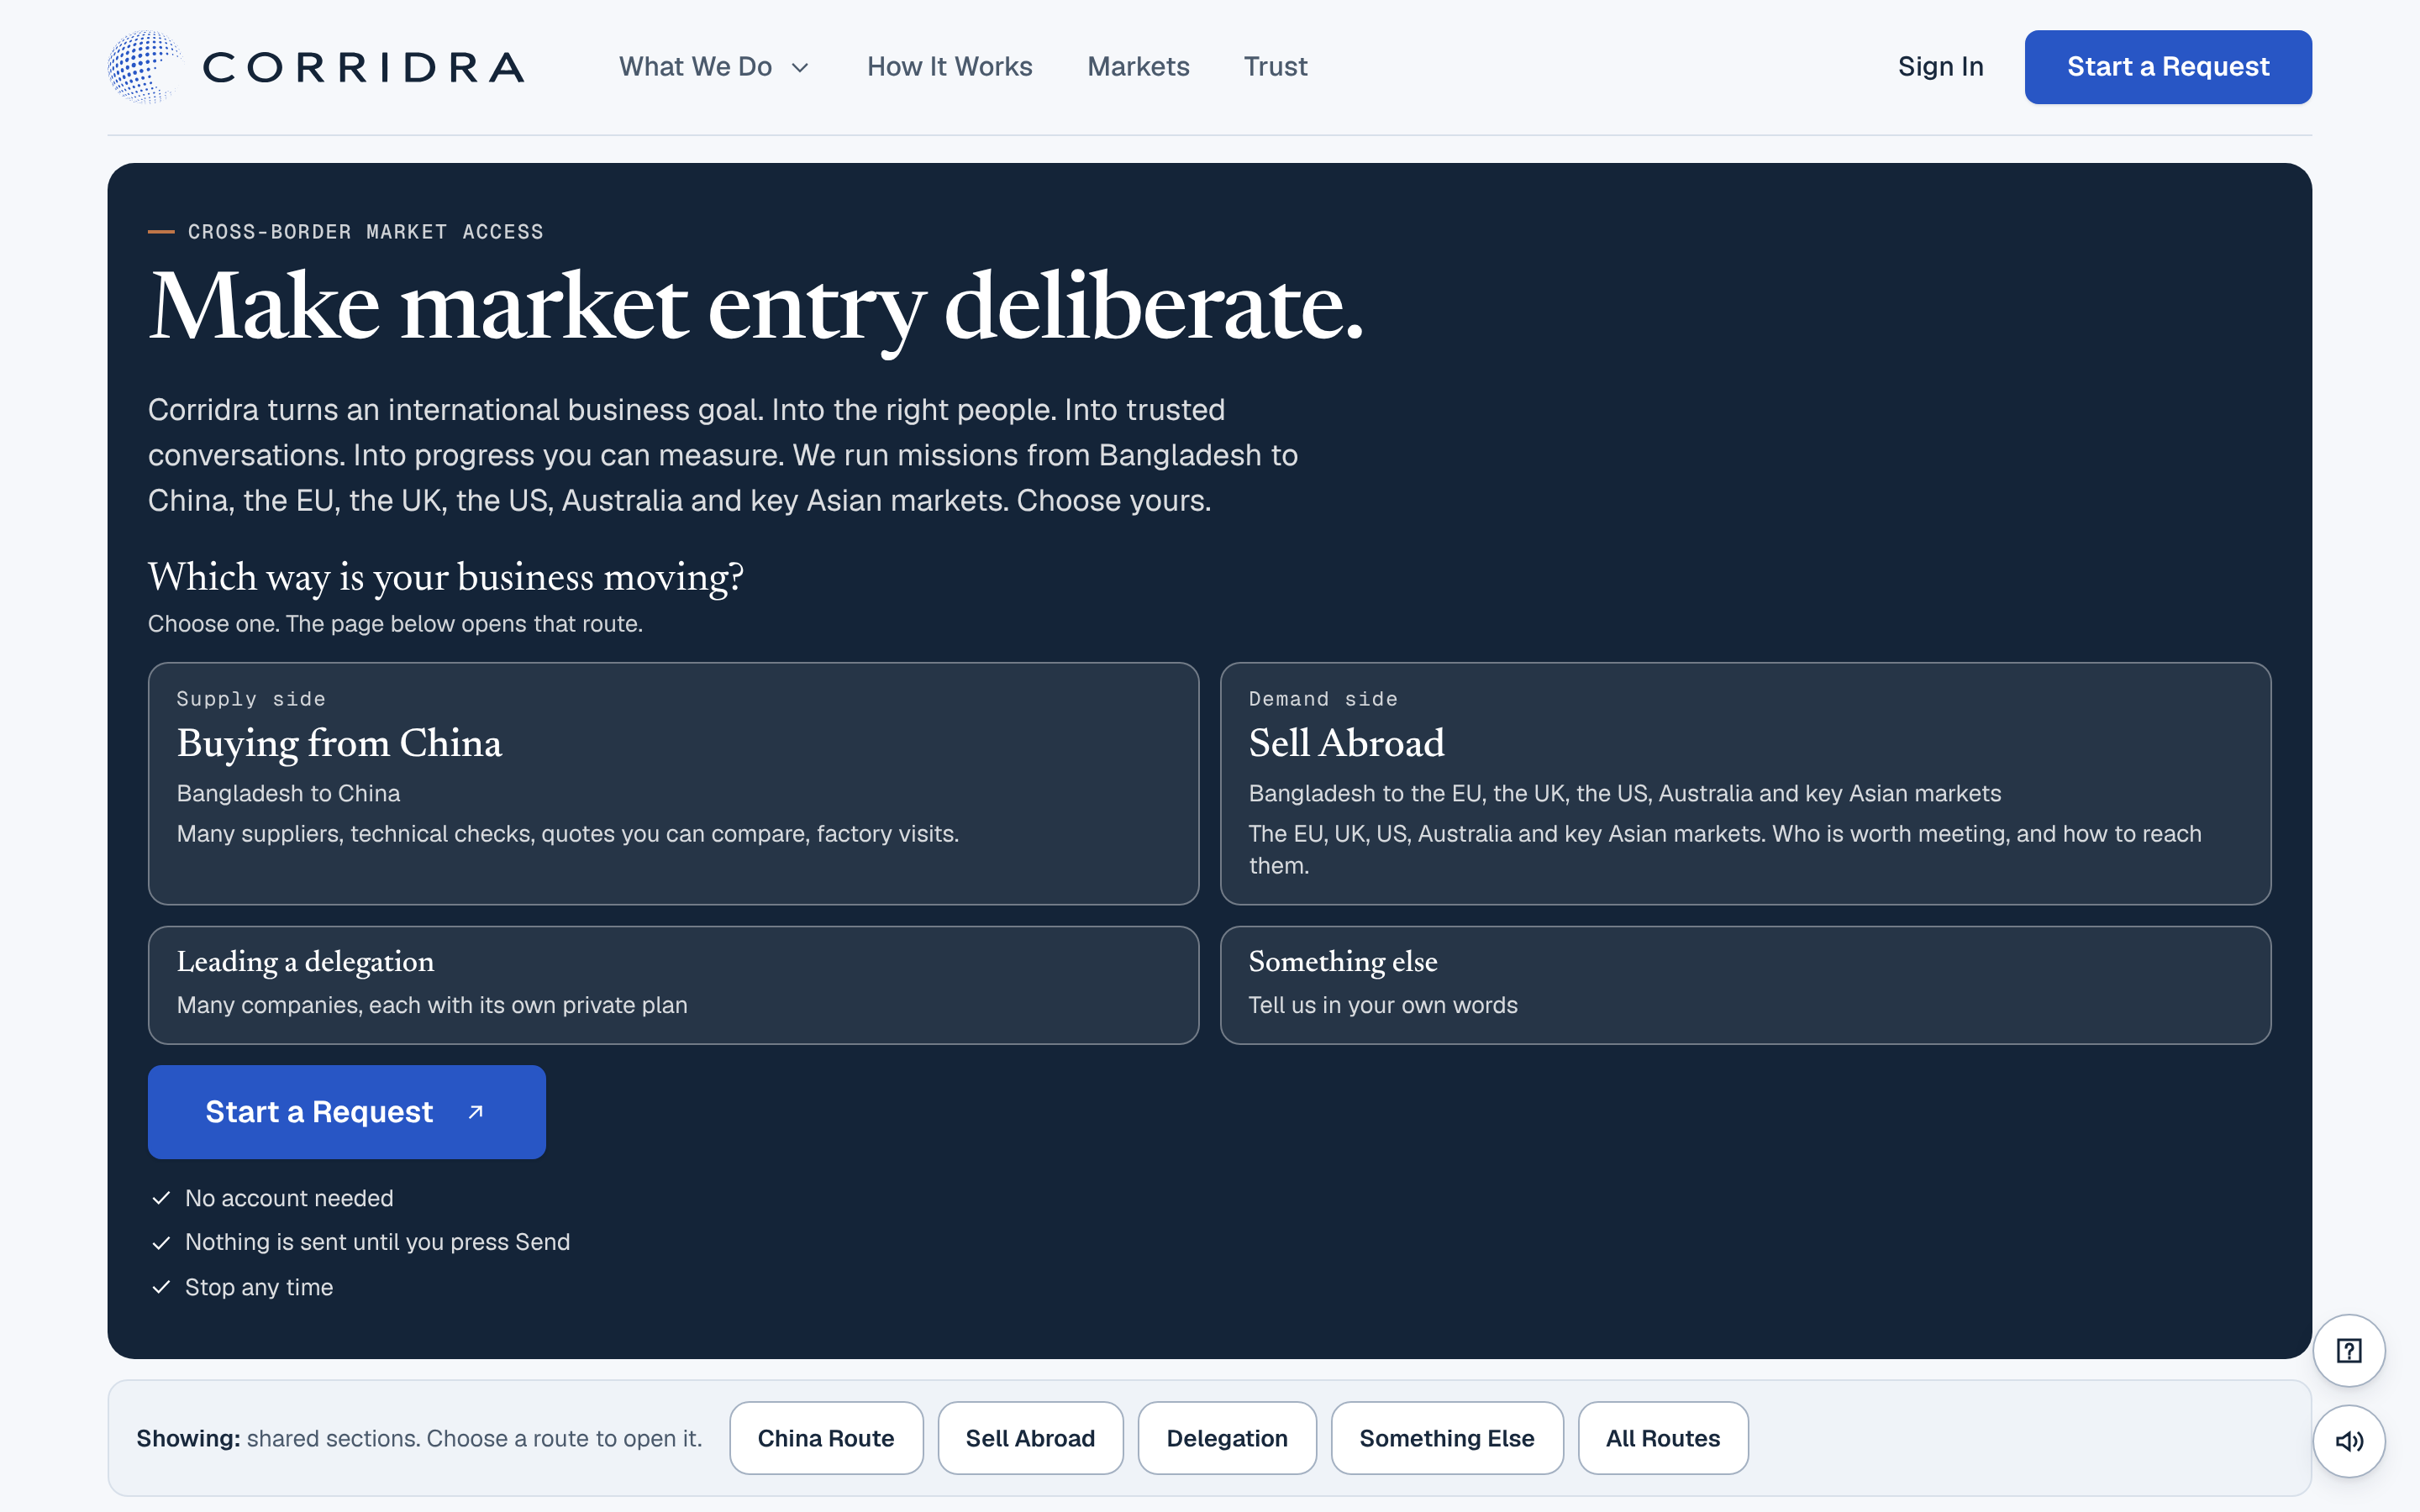 CORRIDRA
What We Do
How It Works
Markets
Trust
Sign In
Start a Request
CROSS-BORDER MARKET ACCESS
Make market entry deliberate.
Corridra turns an international business goal. Into the right people. Into trusted
conversations. Into progress you can measure. We run missions from Bangladesh to
China, the EU, the UK, the US, Australia and key Asian markets. Choose yours.
Which way is your business moving?
Choose one. The page below opens that route.
Supply side
Buying from China
Bangladesh to China
Many suppliers, technical checks, quotes you can compare, factory visits.
Demand side
Sell Abroad
Bangladesh to the EU, the UK, the US, Australia and key Asian markets
The EU, UK, US, Australia and key Asian markets. Who is worth meeting, and how to reach
them.
Leading a delegation
Many companies, each with its own private plan
Something else
Tell us in your own words
Start a Request
No account needed
Nothing is sent until you press Send
Stop any time
Showing: shared sections. Choose a route to open it.
China Route
Sell Abroad
Delegation
Something Else
All Routes